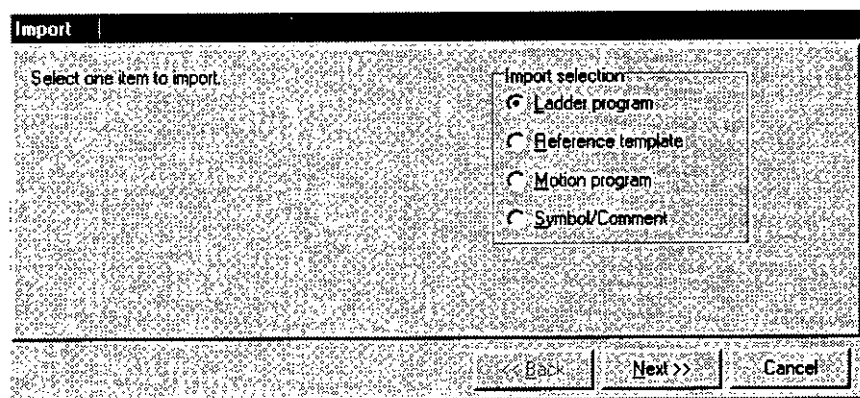 Import
Select one item to import.
Import selection
Ladder program
Reference template
Motion program
Symbol/Comment
<< Back
Next >>
Cancel